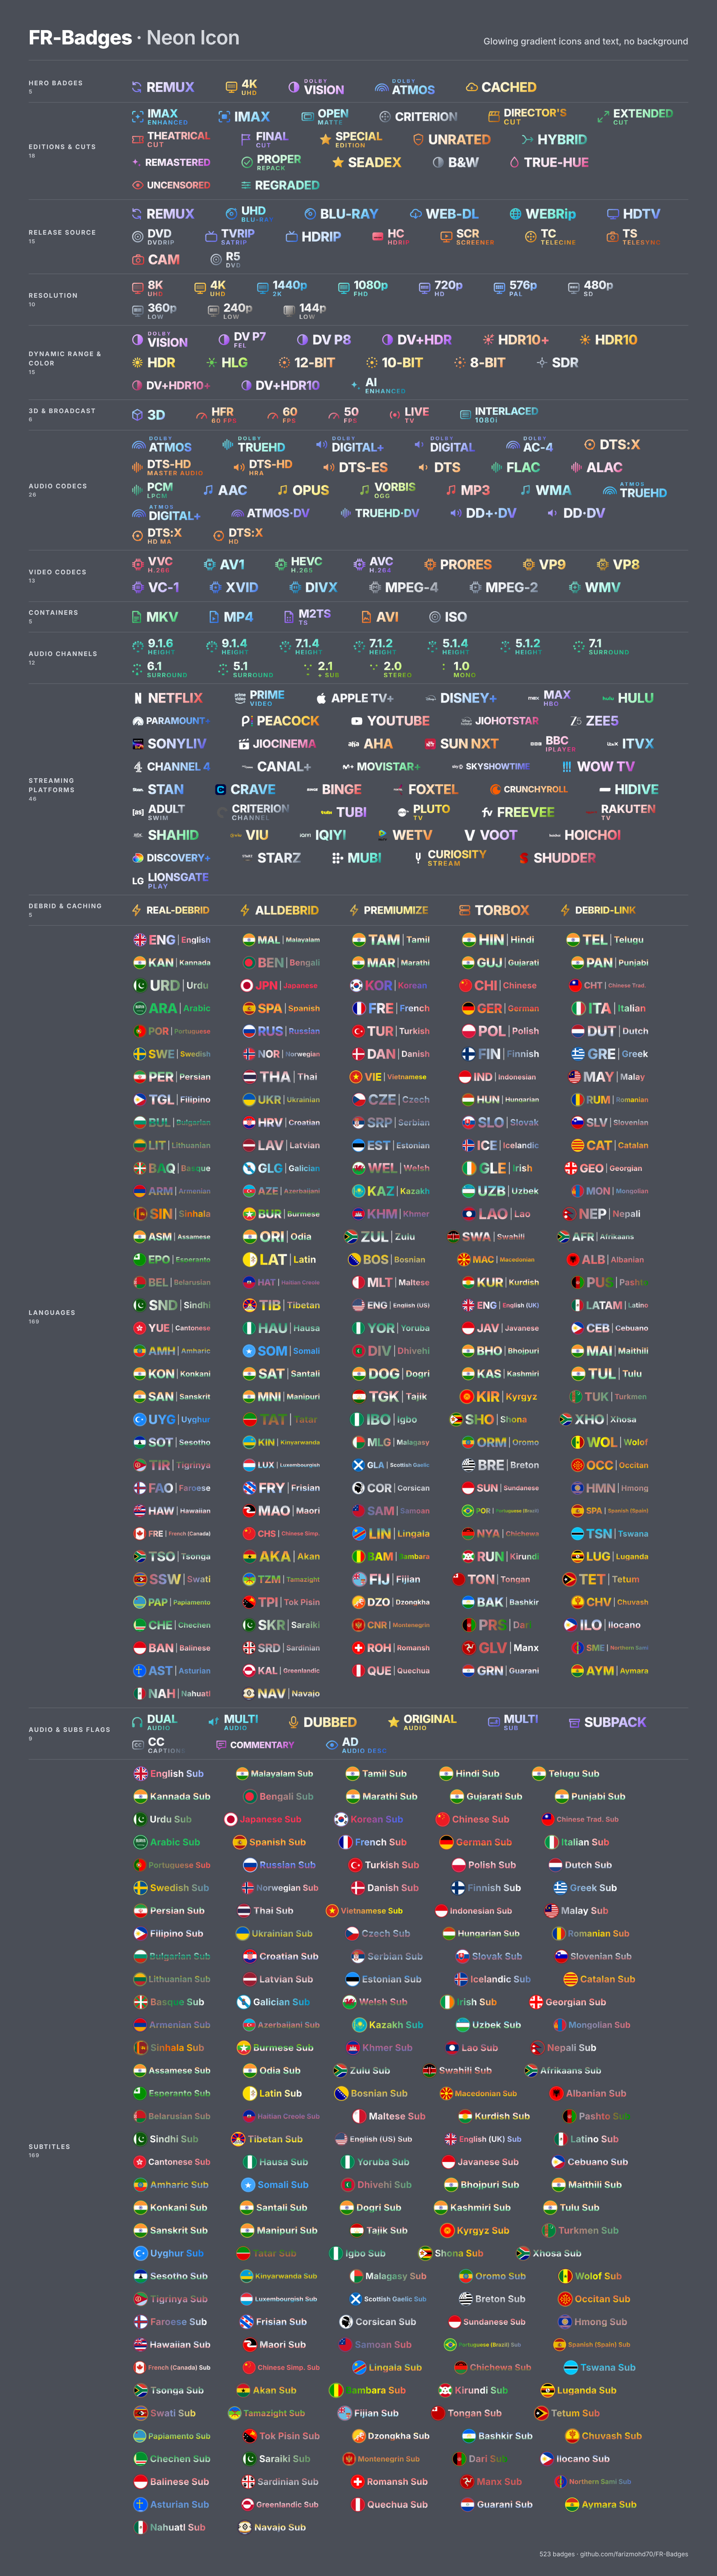 FR-Badges · Neon Icon
Glowing gradient icons and text, no background
HERO BADGES
5
REMUX
4K UHD
DOLBY VISION
DOLBY ATMOS
CACHED
EDITIONS & CUTS
18
IMAX ENHANCED
IMAX
OPEN MATTE
CRITERION
DIRECTOR'S CUT
EXTENDED CUT
THEATRICAL CUT
FINAL CUT
SPECIAL EDITION
UNRATED
HYBRID
REMASTERED
PROPER REPACK
SEADEX
B&W
TRUE-HUE
UNCENSORED
REGRADED
RELEASE SOURCE
15
REMUX
UHD BLU-RAY
BLU-RAY
WEB-DL
WEBRip
HDTV
DVD DVDRIP
TVRIP SATRIP
HDRIP
HC HDRIP
SCR SCREENER
TC TELECINE
TS TELESYNC
CAM
R5 DVD
RESOLUTION
10
8K UHD
4K UHD
1440p 2K
1080p FHD
720p HD
576p PAL
480p SD
360p LOW
240p LOW
144p LOW
DYNAMIC RANGE & COLOR
15
DOLBY VISION
DV P7 FEL
DV P8
DV+HDR
HDR10+
HDR10
HDR
HLG
12-BIT
10-BIT
8-BIT
SDR
DV+HDR10+
DV+HDR10
AI ENHANCED
3D & BROADCAST
6
3D
HFR 60 FPS
60 FPS
50 FPS
LIVE TV
INTERLACED 1080i
AUDIO CODECS
26
DOLBY ATMOS
DOLBY TRUEHD
DOLBY DIGITAL+
DOLBY DIGITAL
DOLBY AC-4
DTS:X
DTS-HD MASTER AUDIO
DTS-HD HRA
DTS-ES
DTS
FLAC
ALAC
PCM LPCM
AAC
OPUS
VORBIS OGG
MP3
WMA
ATMOS TRUEHD
ATMOS DIGITAL+
ATMOS·DV
TRUEHD·DV
DD+·DV
DD·DV
DTS:X HD MA
DTS:X HD
VIDEO CODECS
13
VVC H.266
AV1
HEVC H.265
AVC H.264
PRORES
VP9
VP8
VC-1
XVID
DIVX
MPEG-4
MPEG-2
WMV
CONTAINERS
5
MKV
MP4
M2TS TS
AVI
ISO
AUDIO CHANNELS
12
9.1.6 HEIGHT
9.1.4 HEIGHT
7.1.4 HEIGHT
7.1.2 HEIGHT
5.1.4 HEIGHT
5.1.2 HEIGHT
7.1 SURROUND
6.1 SURROUND
5.1 SURROUND
2.1 + SUB
2.0 STEREO
1.0 MONO
STREAMING PLATFORMS
46
NETFLIX
PRIME VIDEO
APPLE TV+
DISNEY+
MAX HBO
HULU
PARAMOUNT+
PEACOCK
YOUTUBE
JIOHOTSTAR
ZEE5
SONYLIV
JIOCINEMA
AHA
SUN NXT
BBC IPLAYER
ITVX
CHANNEL 4
CANAL+
MOVISTAR+
SKYSHOWTIME
WOW TV
STAN
CRAVE
BINGE
FOXTEL
CRUNCHYROLL
HIDIVE
[as] ADULT SWIM
CRITERION CHANNEL
TUBI
PLUTO TV
FREEVEE
RAKUTEN TV
SHAHID
VIU
IQIYI
WETV
VOOT
HOICHOI
DISCOVERY+
STARZ
MUBI
CURIOSITY STREAM
SHUDDER
LG LIONSGATE PLAY
DEBRID & CACHING
5
REAL-DEBRID
ALLDEBRID
PREMIUMIZE
TORBOX
DEBRID-LINK
LANGUAGES
169
ENG | English
MAL | Malayalam
TAM | Tamil
HIN | Hindi
TEL | Telugu
KAN | Kannada
BEN | Bengali
MAR | Marathi
GUJ | Gujarati
PAN | Punjabi
URD | Urdu
JPN | Japanese
KOR | Korean
CHI | Chinese
CHT | Chinese Trad.
ARA | Arabic
SPA | Spanish
FRE | French
GER | German
ITA | Italian
POR | Portuguese
RUS | Russian
TUR | Turkish
POL | Polish
DUT | Dutch
SWE | Swedish
NOR | Norwegian
DAN | Danish
FIN | Finnish
GRE | Greek
PER | Persian
THA | Thai
VIE | Vietnamese
IND | Indonesian
MAY | Malay
TGL | Filipino
UKR | Ukrainian
CZE | Czech
HUN | Hungarian
RUM | Romanian
BUL | Bulgarian
HRV | Croatian
SRP | Serbian
SLO | Slovak
SLV | Slovenian
LIT | Lithuanian
LAV | Latvian
EST | Estonian
ICE | Icelandic
CAT | Catalan
BAQ | Basque
GLG | Galician
WEL | Welsh
GLE | Irish
GEO | Georgian
ARM | Armenian
AZE | Azerbaijani
KAZ | Kazakh
UZB | Uzbek
MON | Mongolian
SIN | Sinhala
BUR | Burmese
KHM | Khmer
LAO | Lao
NEP | Nepali
ASM | Assamese
ORI | Odia
ZUL | Zulu
SWA | Swahili
AFR | Afrikaans
EPO | Esperanto
LAT | Latin
BOS | Bosnian
MAC | Macedonian
ALB | Albanian
BEL | Belarusian
HAT | Haitian Creole
MLT | Maltese
KUR | Kurdish
PUS | Pashto
SND | Sindhi
TIB | Tibetan
ENG | English (US)
ENG | English (UK)
LATAM | Latino
YUE | Cantonese
HAU | Hausa
YOR | Yoruba
JAV | Javanese
CEB | Cebuano
AMH | Amharic
SOM | Somali
DIV | Dhivehi
BHO | Bhojpuri
MAI | Maithili
KON | Konkani
SAT | Santali
DOG | Dogri
KAS | Kashmiri
TUL | Tulu
SAN | Sanskrit
MNI | Manipuri
TGK | Tajik
KIR | Kyrgyz
TUK | Turkmen
UYG | Uyghur
TAT | Tatar
IBO | Igbo
SHO | Shona
XHO | Xhosa
SOT | Sesotho
KIN | Kinyarwanda
MLG | Malagasy
ORM | Oromo
WOL | Wolof
TIR | Tigrinya
LUX | Luxembourgish
GLA | Scottish Gaelic
BRE | Breton
OCC | Occitan
FAO | Faroese
FRY | Frisian
COR | Corsican
SUN | Sundanese
HMN | Hmong
HAW | Hawaiian
MAO | Maori
SAM | Samoan
POR | Portuguese (Brazil)
SPA | Spanish (Spain)
FRE | French (Canada)
CHS | Chinese Simp.
LIN | Lingala
NYA | Chichewa
TSN | Tswana
TSO | Tsonga
AKA | Akan
BAM | Bambara
RUN | Kirundi
LUG | Luganda
SSW | Swati
TZM | Tamazight
FIJ | Fijian
TON | Tongan
TET | Tetum
PAP | Papiamento
TPI | Tok Pisin
DZO | Dzongkha
BAK | Bashkir
CHV | Chuvash
CHE | Chechen
SKR | Saraiki
CNR | Montenegrin
PRS | Dari
ILO | Ilocano
BAN | Balinese
SRD | Sardinian
ROH | Romansh
GLV | Manx
SME | Northern Sami
AST | Asturian
KAL | Greenlandic
QUE | Quechua
GRN | Guarani
AYM | Aymara
NAH | Nahuatl
NAV | Navajo
AUDIO & SUBS FLAGS
9
DUAL AUDIO
MULTI AUDIO
DUBBED
ORIGINAL AUDIO
MULTI SUB
SUBPACK
CC CAPTIONS
COMMENTARY
AD AUDIO DESC
SUBTITLES
169
English Sub
Malayalam Sub
Tamil Sub
Hindi Sub
Telugu Sub
Kannada Sub
Bengali Sub
Marathi Sub
Gujarati Sub
Punjabi Sub
Urdu Sub
Japanese Sub
Korean Sub
Chinese Sub
Chinese Trad. Sub
Arabic Sub
Spanish Sub
French Sub
German Sub
Italian Sub
Portuguese Sub
Russian Sub
Turkish Sub
Polish Sub
Dutch Sub
Swedish Sub
Norwegian Sub
Danish Sub
Finnish Sub
Greek Sub
Persian Sub
Thai Sub
Vietnamese Sub
Indonesian Sub
Malay Sub
Filipino Sub
Ukrainian Sub
Czech Sub
Hungarian Sub
Romanian Sub
Bulgarian Sub
Croatian Sub
Serbian Sub
Slovak Sub
Slovenian Sub
Lithuanian Sub
Latvian Sub
Estonian Sub
Icelandic Sub
Catalan Sub
Basque Sub
Galician Sub
Welsh Sub
Irish Sub
Georgian Sub
Armenian Sub
Azerbaijani Sub
Kazakh Sub
Uzbek Sub
Mongolian Sub
Sinhala Sub
Burmese Sub
Khmer Sub
Lao Sub
Nepali Sub
Assamese Sub
Odia Sub
Zulu Sub
Swahili Sub
Afrikaans Sub
Esperanto Sub
Latin Sub
Bosnian Sub
Macedonian Sub
Albanian Sub
Belarusian Sub
Haitian Creole Sub
Maltese Sub
Kurdish Sub
Pashto Sub
Sindhi Sub
Tibetan Sub
English (US) Sub
English (UK) Sub
Latino Sub
Cantonese Sub
Hausa Sub
Yoruba Sub
Javanese Sub
Cebuano Sub
Amharic Sub
Somali Sub
Dhivehi Sub
Bhojpuri Sub
Maithili Sub
Konkani Sub
Santali Sub
Dogri Sub
Kashmiri Sub
Tulu Sub
Sanskrit Sub
Manipuri Sub
Tajik Sub
Kyrgyz Sub
Turkmen Sub
Uyghur Sub
Tatar Sub
Igbo Sub
Shona Sub
Xhosa Sub
Sesotho Sub
Kinyarwanda Sub
Malagasy Sub
Oromo Sub
Wolof Sub
Tigrinya Sub
Luxembourgish Sub
Scottish Gaelic Sub
Breton Sub
Occitan Sub
Faroese Sub
Frisian Sub
Corsican Sub
Sundanese Sub
Hmong Sub
Hawaiian Sub
Maori Sub
Samoan Sub
Portuguese (Brazil) Sub
Spanish (Spain) Sub
French (Canada) Sub
Chinese Simp. Sub
Lingala Sub
Chichewa Sub
Tswana Sub
Tsonga Sub
Akan Sub
Bambara Sub
Kirundi Sub
Luganda Sub
Swati Sub
Tamazight Sub
Fijian Sub
Tongan Sub
Tetum Sub
Papiamento Sub
Tok Pisin Sub
Dzongkha Sub
Bashkir Sub
Chuvash Sub
Chechen Sub
Saraiki Sub
Montenegrin Sub
Dari Sub
Ilocano Sub
Balinese Sub
Sardinian Sub
Romansh Sub
Manx Sub
Northern Sami Sub
Asturian Sub
Greenlandic Sub
Quechua Sub
Guarani Sub
Aymara Sub
Nahuatl Sub
Navajo Sub
523 badges · github.com/farizmohd70/FR-Badges